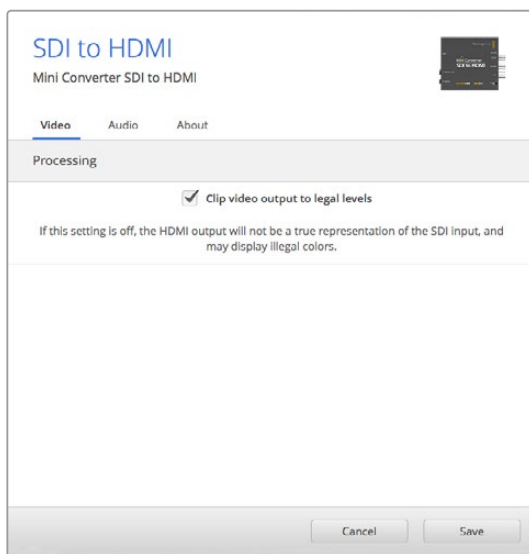 SDI to HDMI
Mini Converter SDI to HDMI
Video Audio About
Processing
Clip video output to legal levels
If this setting is off, the HDMI output will not be a true representation of the SDI input, and
may display illegal colors.
Cancel Save